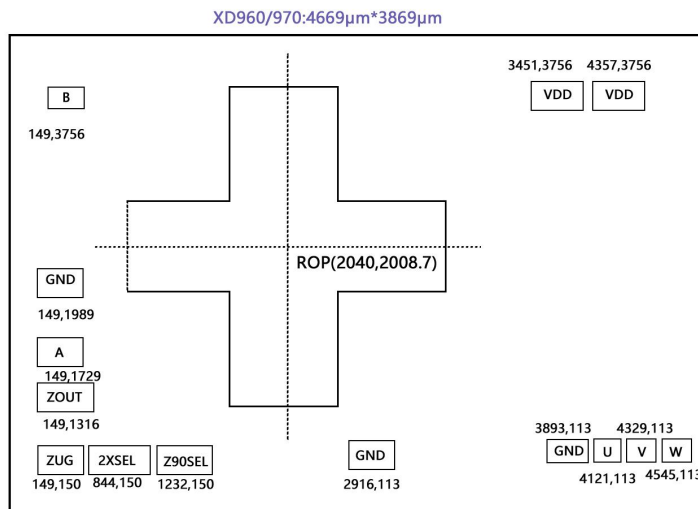 XD960/970:4669μm*3869μm
3451,3756 4357,3756
B VDD VDD
149,3756
ROP(2040,2008.7)
GND
149,1989
A
149,1729
ZOUT
149,1316
3893,113 4329,113
ZUG 2XSEL Z90SEL GND GND U V W
149,150 844,150 1232,150 2916,113 4121,113 4545,113